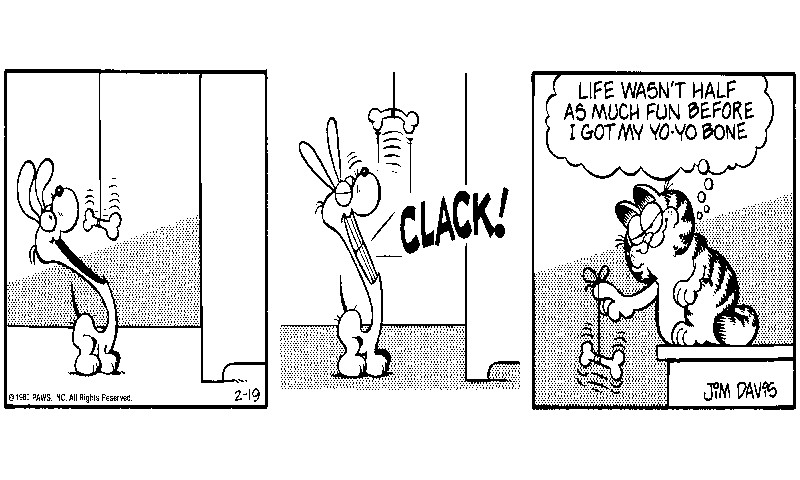 © 1981 PAWS, INC. All Rights Reserved.
2-19
CLACK!
LIFE WASN'T HALF
AS MUCH FUN BEFORE
I GOT MY YO-YO BONE
JIM DAVIS